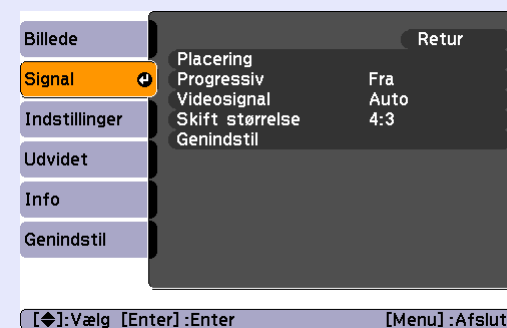 Billede
Signal
Indstillinger
Udvidet
Info
Genindstil
Retur
Placering
Progressiv Fra
Videosignal Auto
Skift størrelse 4:3
Genindstil
[◆]:Vælg [Enter]:Enter [Menu]:Afslut